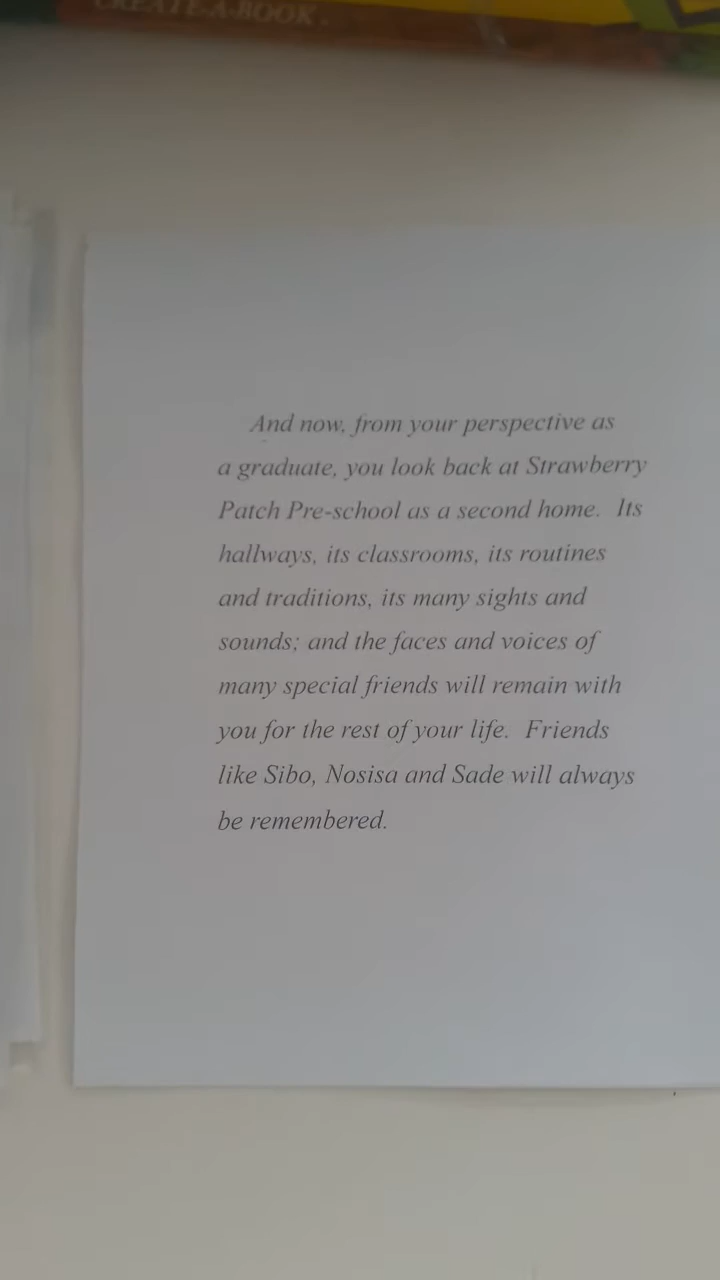 CREATE-A-BOOK.
And now, from your perspective as
a graduate, you look back at Strawberry
Patch Pre-school as a second home.  Its
hallways, its classrooms, its routines
and traditions, its many sights and
sounds; and the faces and voices of
many special friends will remain with
you for the rest of your life.  Friends
like Sibo, Nosisa and Sade will always
be remembered.